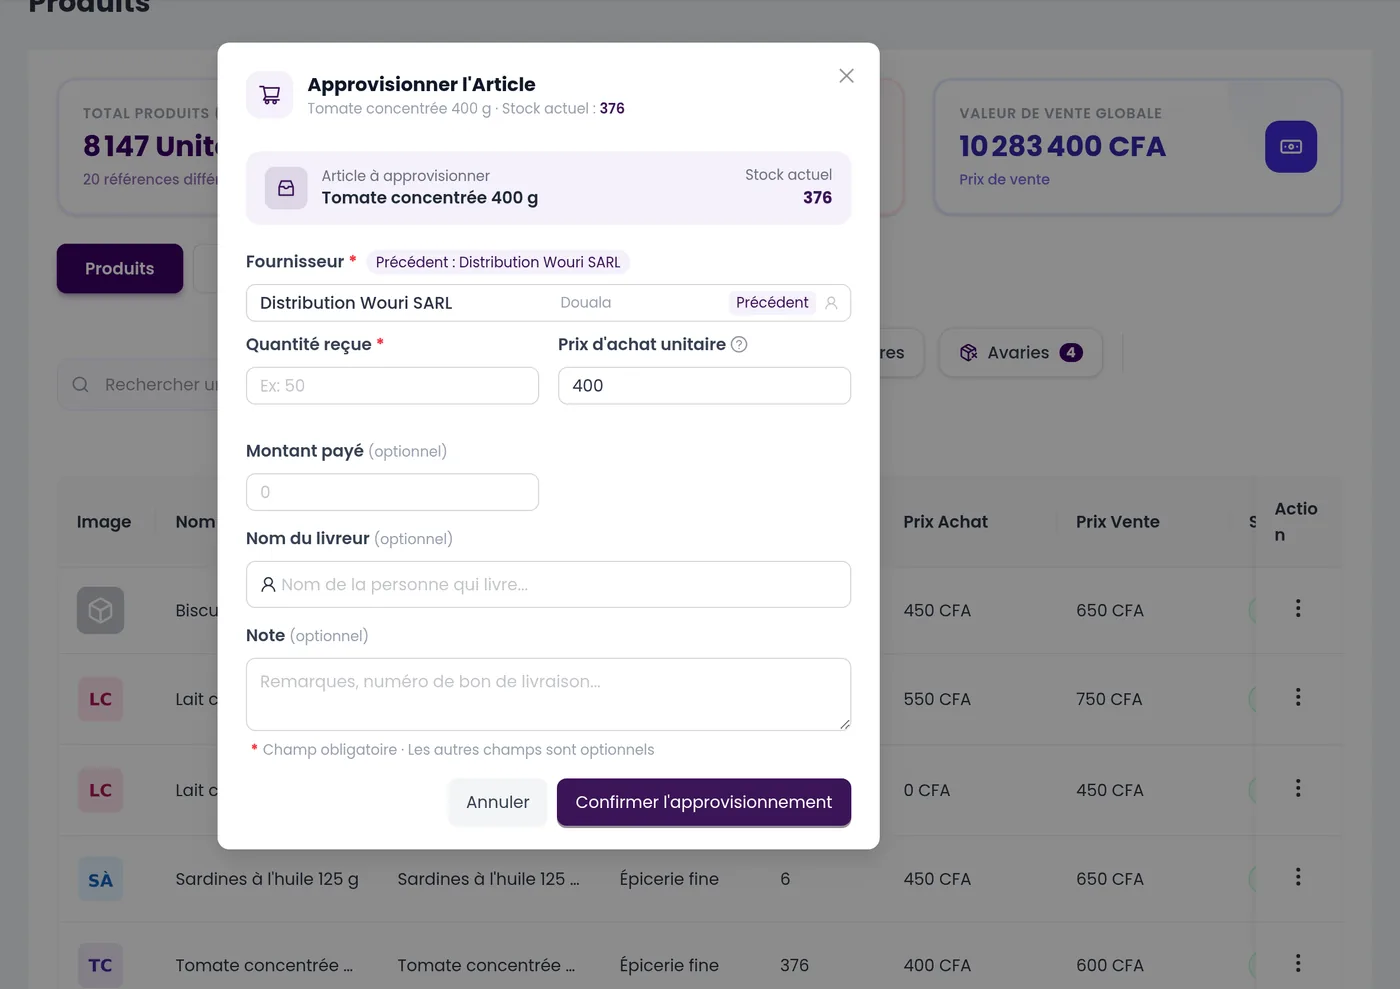 Produits
TOTAL PRODUITS
8 147 Unit
20 références diffé
VALEUR DE VENTE GLOBALE
10 283 400 CFA
Prix de vente
Produits
Rechercher u
res
Avaries 4
Approvisionner l'Article
Tomate concentrée 400 g · Stock actuel : 376
Article à approvisionner
Tomate concentrée 400 g
Stock actuel
376
Fournisseur * Précédent : Distribution Wouri SARL
Distribution Wouri SARL Douala Précédent
Quantité reçue * Prix d'achat unitaire ?
Ex: 50 400
Montant payé (optionnel)
0
Nom du livreur (optionnel)
Nom de la personne qui livre...
Note (optionnel)
Remarques, numéro de bon de livraison...
* Champ obligatoire · Les autres champs sont optionnels
Annuler Confirmer l'approvisionnement
Image Nom Prix Achat Prix Vente S Actio
n
Biscu 450 CFA 650 CFA
LC Lait c 550 CFA 750 CFA
LC Lait c 0 CFA 450 CFA
SÀ Sardines à l'huile 125 g Sardines à l'huile 125 ... Épicerie fine 6 450 CFA 650 CFA
TC Tomate concentrée ... Tomate concentrée ... Épicerie fine 376 400 CFA 600 CFA